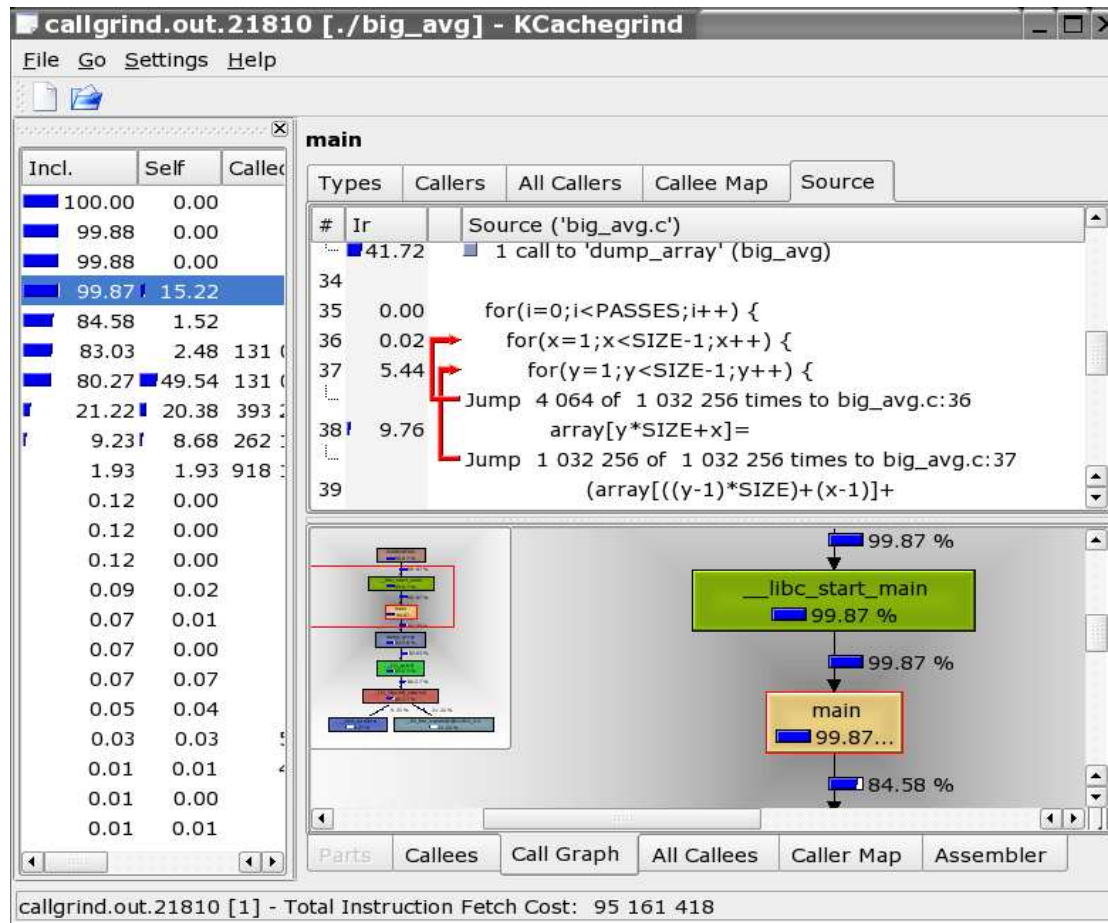 callgrind.out.21810 [./big_avg] - KCachegrind
File Go Settings Help
Incl. Self Called
100.00 0.00
99.88 0.00
99.88 0.00
99.87 15.22
84.58 1.52
83.03 2.48 131 0
80.27 49.54 131 0
21.22 20.38 393 2
9.23 8.68 262 1
1.93 1.93 918 1
0.12 0.00
0.12 0.00
0.12 0.00
0.09 0.02
0.07 0.01
0.07 0.00
0.07 0.07
0.05 0.04
0.03 0.03 5
0.01 0.01 4
0.01 0.00
0.01 0.01
main
Types Callers All Callers Callee Map Source
# Ir Source ('big_avg.c')
41.72 1 call to 'dump_array' (big_avg)
34
35 0.00 for(i=0;i<PASSES;i++) {
36 0.02 for(x=1;x<SIZE-1;x++) {
37 5.44 for(y=1;y<SIZE-1;y++) {
Jump 4 064 of 1 032 256 times to big_avg.c:36
38 9.76 array[y*SIZE+x]=
Jump 1 032 256 of 1 032 256 times to big_avg.c:37
39 (array[((y-1)*SIZE)+(x-1)]+
99.87 %
__libc_start_main
99.87 %
99.87 %
main
99.87...
84.58 %
Parts Callees Call Graph All Callees Caller Map Assembler
callgrind.out.21810 [1] - Total Instruction Fetch Cost: 95 161 418